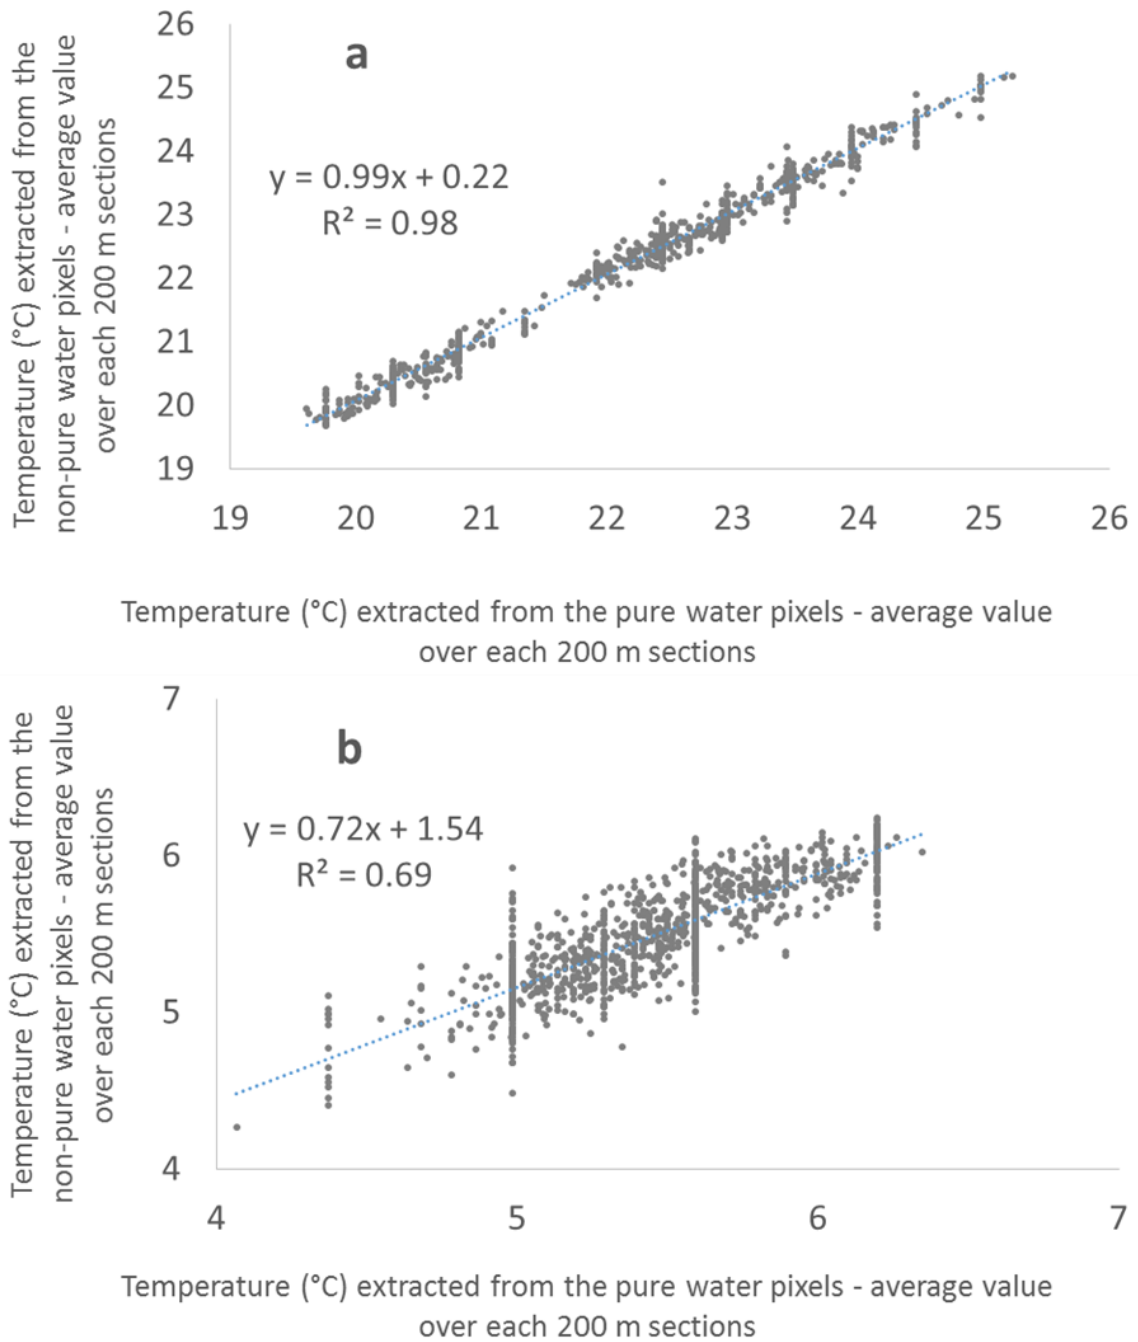 a
y = 0.99x + 0.22
R² = 0.98
Temperature (°C) extracted from the
non-pure water pixels - average value
over each 200 m sections
26
25
24
23
22
21
20
19
19 20 21 22 23 24 25 26
Temperature (°C) extracted from the pure water pixels - average value
over each 200 m sections
b
y = 0.72x + 1.54
R² = 0.69
Temperature (°C) extracted from the
non-pure water pixels - average value
over each 200 m sections
7
6
5
4
4 5 6 7
Temperature (°C) extracted from the pure water pixels - average value
over each 200 m sections